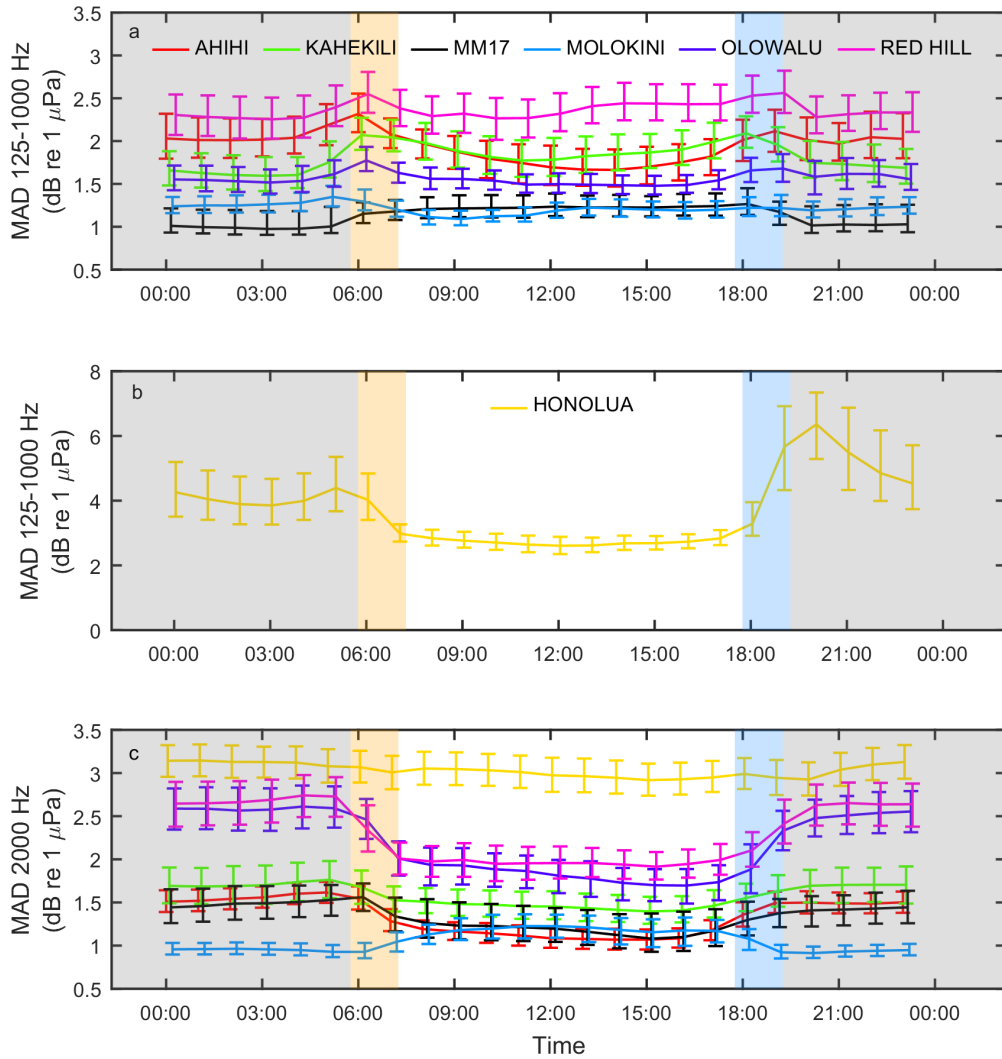 a
AHIHI KAHEKILI MM17 MOLOKINI OLOWALU RED HILL
MAD 125-1000 Hz
(dB re 1 μPa)
3.5
3
2.5
2
1.5
1
0.5
00:00 03:00 06:00 09:00 12:00 15:00 18:00 21:00 00:00
b
HONOLUA
MAD 125-1000 Hz
(dB re 1 μPa)
8
6
4
2
0
00:00 03:00 06:00 09:00 12:00 15:00 18:00 21:00 00:00
c
MAD 2000 Hz
(dB re 1 μPa)
3.5
3
2.5
2
1.5
1
0.5
00:00 03:00 06:00 09:00 12:00 15:00 18:00 21:00 00:00
Time